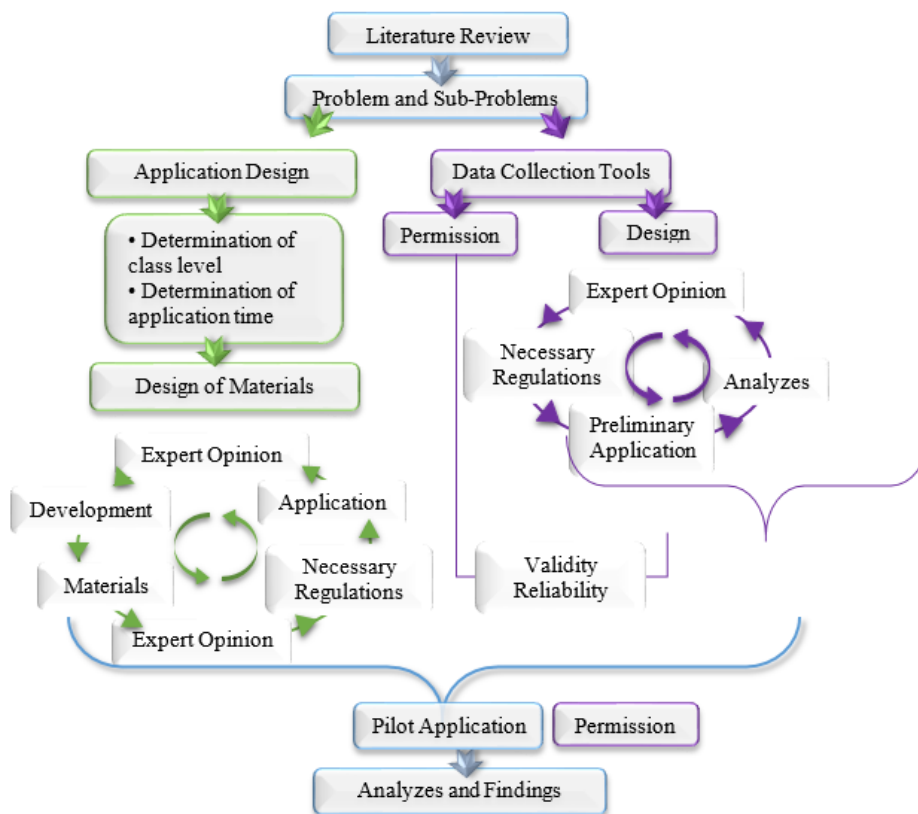 Literature Review
Problem and Sub-Problems
Application Design
Data Collection Tools
• Determination of
class level
• Determination of
application time
Permission
Design
Design of Materials
Expert Opinion
Necessary
Regulations
Analyzes
Preliminary
Application
Expert Opinion
Development
Application
Materials
Necessary
Regulations
Expert Opinion
Validity
Reliability
Pilot Application
Permission
Analyzes and Findings